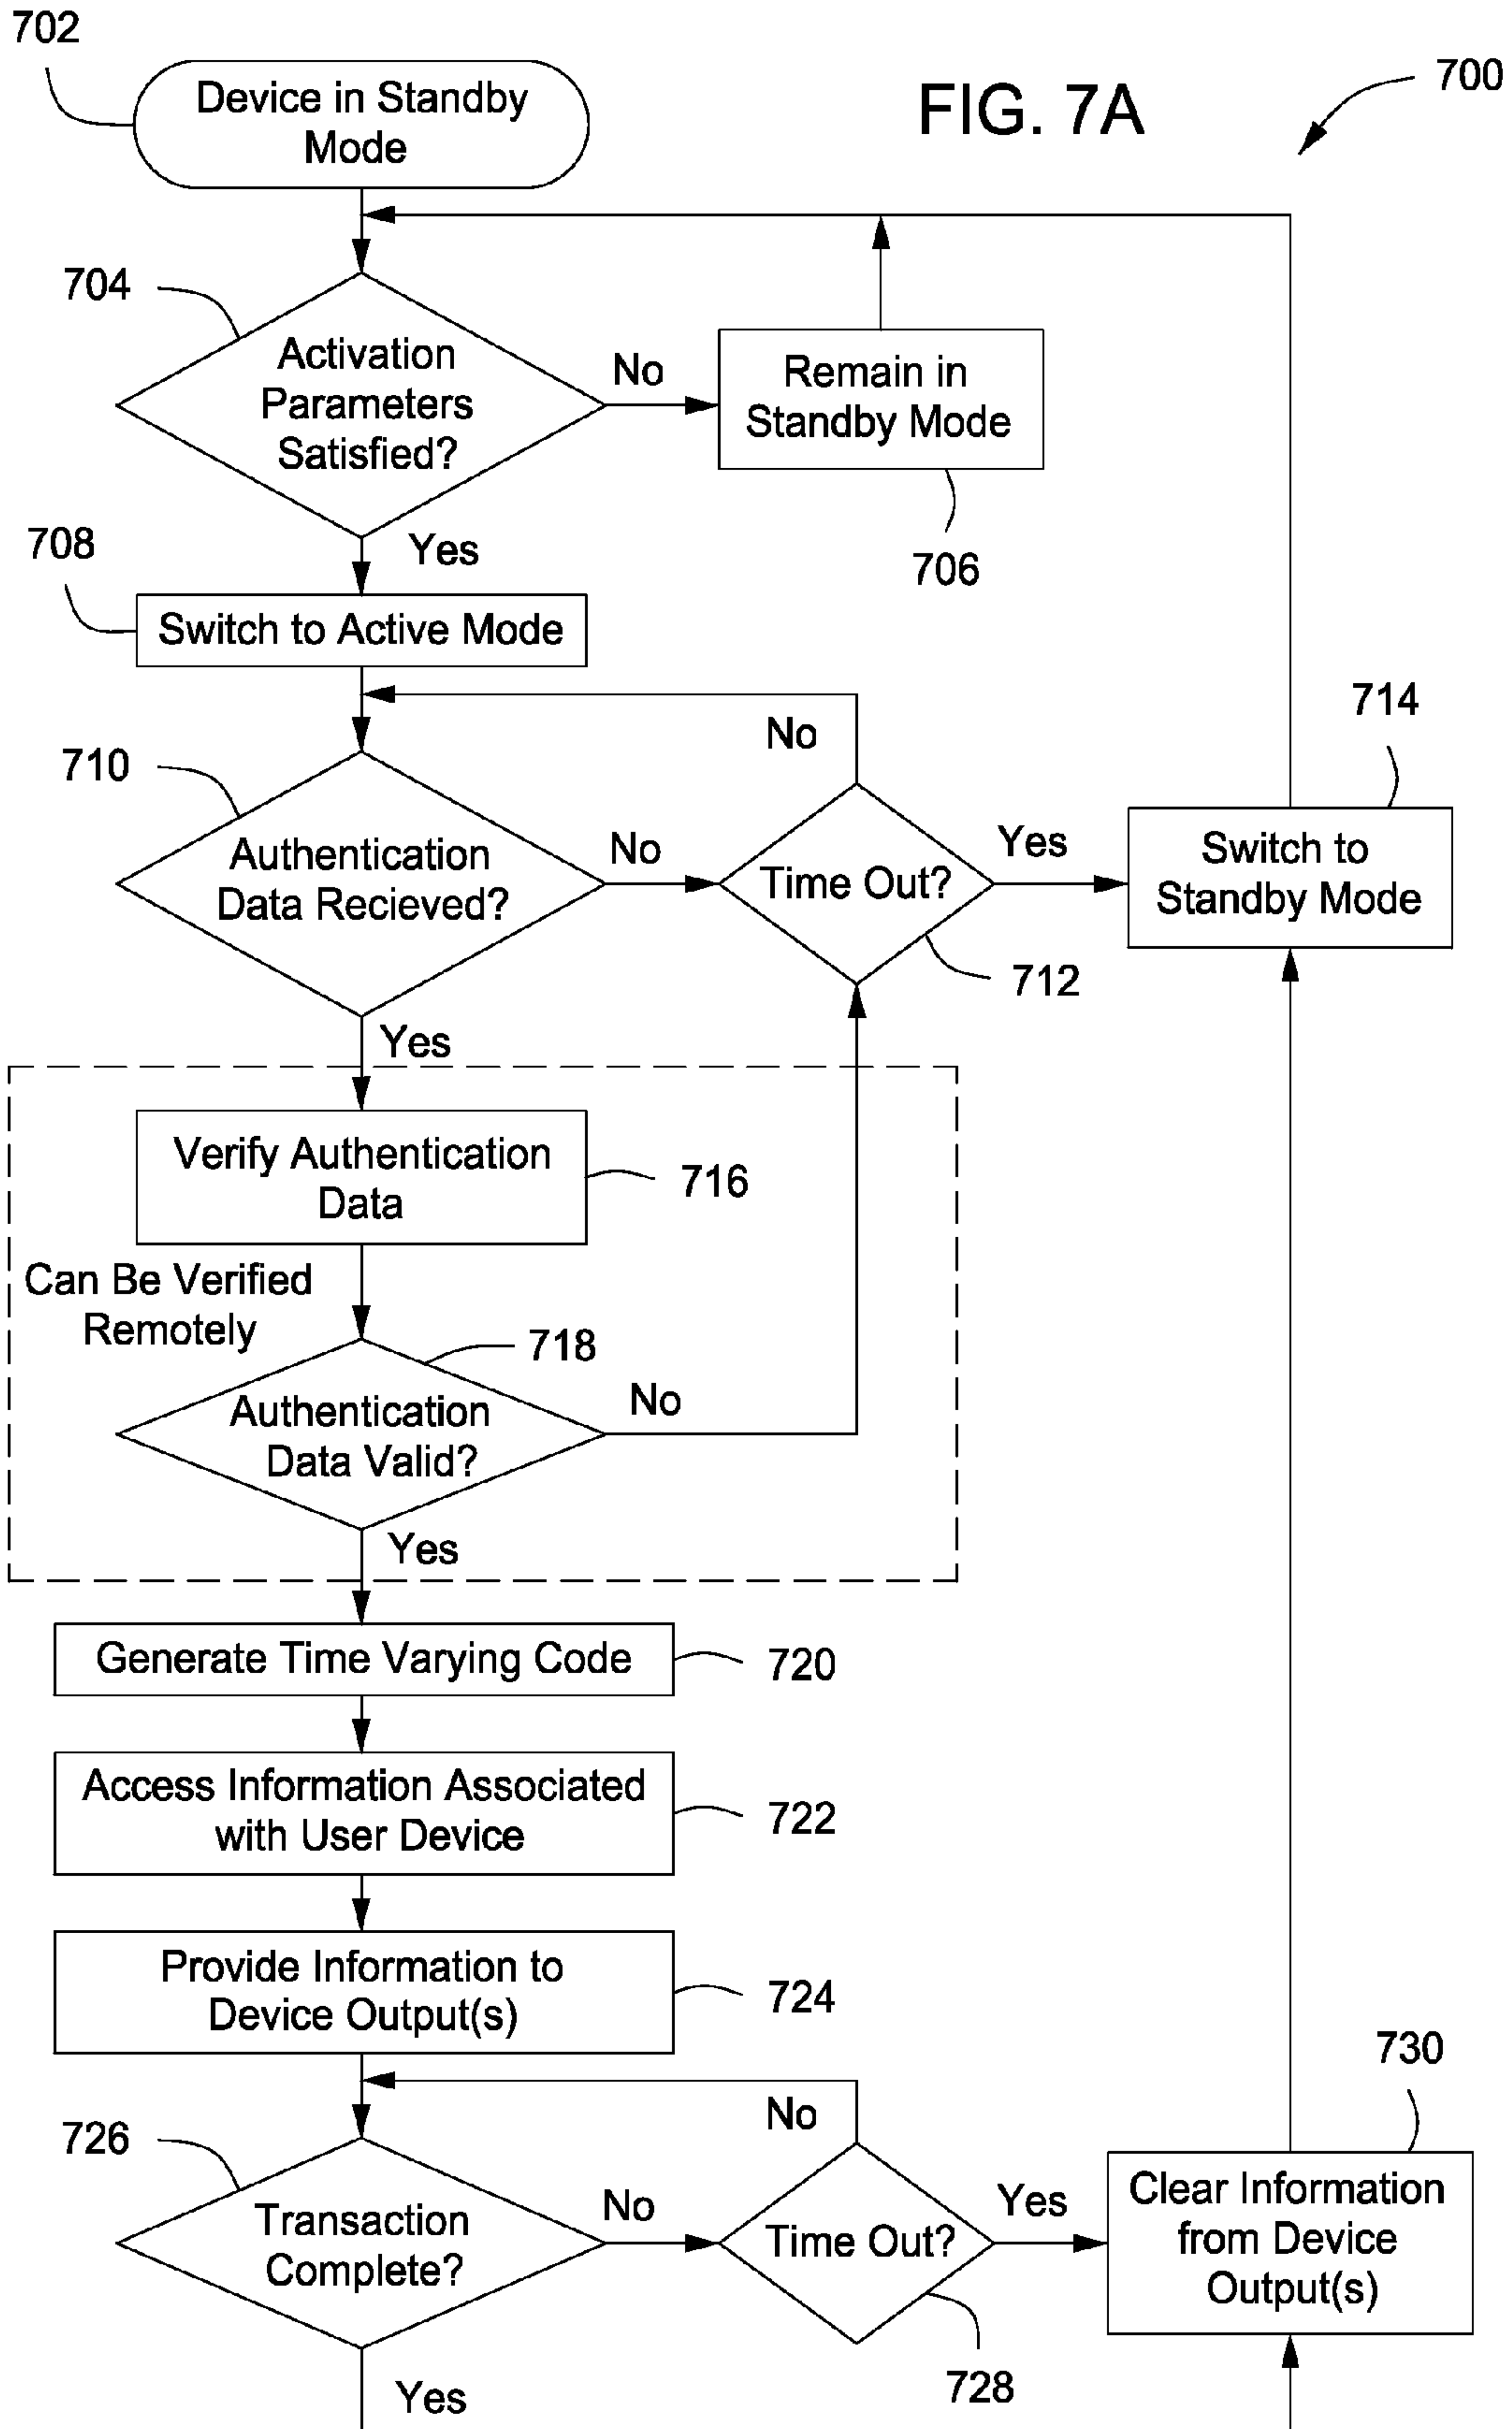 702
Device in Standby
Mode
FIG. 7A
700
704
Activation
Parameters
Satisfied?
No
Remain in
Standby Mode
706
Yes
708
Switch to Active Mode
710
Authentication
Data Recieved?
No
No
Time Out?
712
Yes
714
Switch to
Standby Mode
Yes
Verify Authentication
Data
716
Can Be Verified
Remotely
718
Authentication
Data Valid?
No
Yes
Generate Time Varying Code
720
Access Information Associated
with User Device
722
Provide Information to
Device Output(s)
724
726
Transaction
Complete?
No
No
Time Out?
728
Yes
730
Clear Information
from Device
Output(s)
Yes